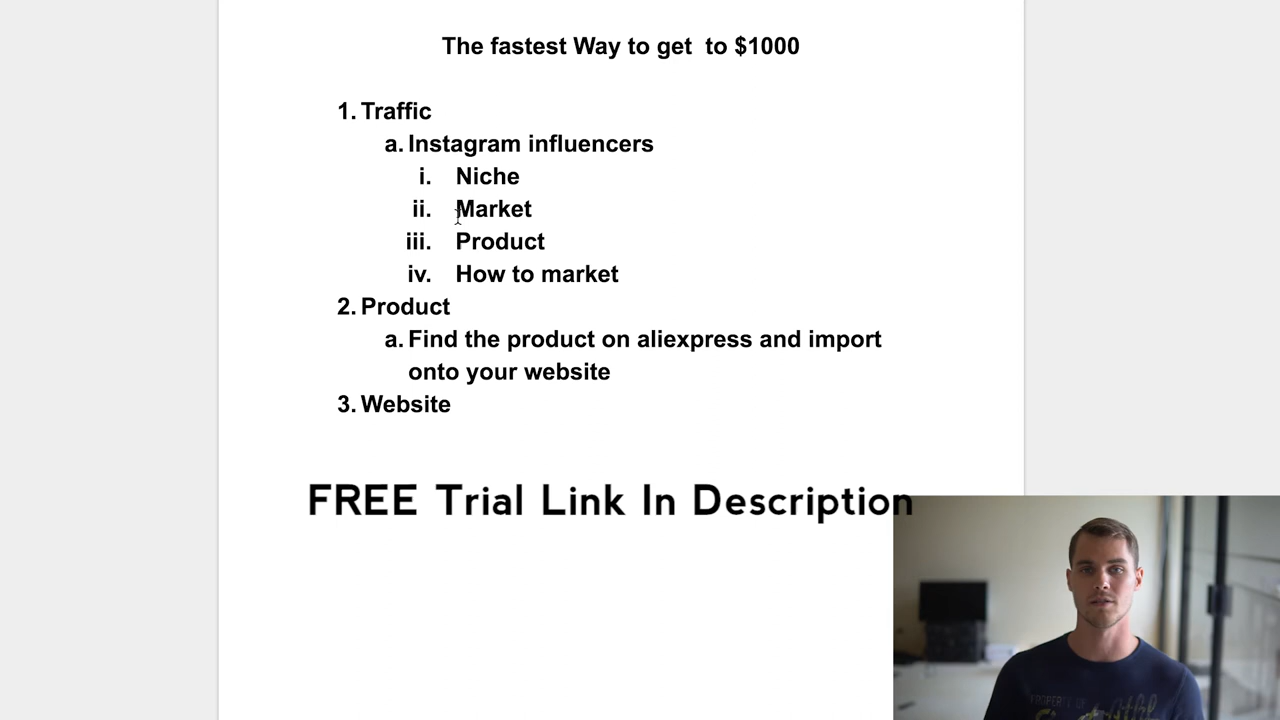 The fastest Way to get  to $1000
1. Traffic
a. Instagram influencers
i. Niche
ii. Market
iii. Product
iv. How to market
2. Product
a. Find the product on aliexpress and import
onto your website
3. Website
FREE Trial Link In Description
PROPERTY OF